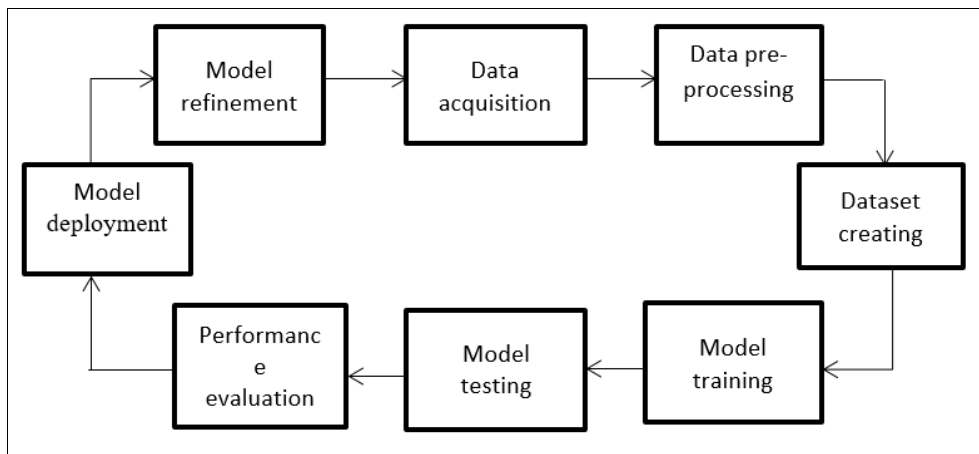 Model
refinement
Data
acquisition
Data pre-
processing
Model
deployment
Dataset
creating
Performanc
e
evaluation
Model
testing
Model
training